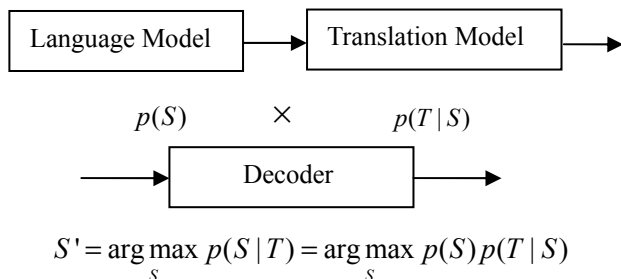 Language Model Translation Model
p(S) × p(T | S)
Decoder
S' = arg max p(S | T) = arg max p(S) p(T | S)
S S